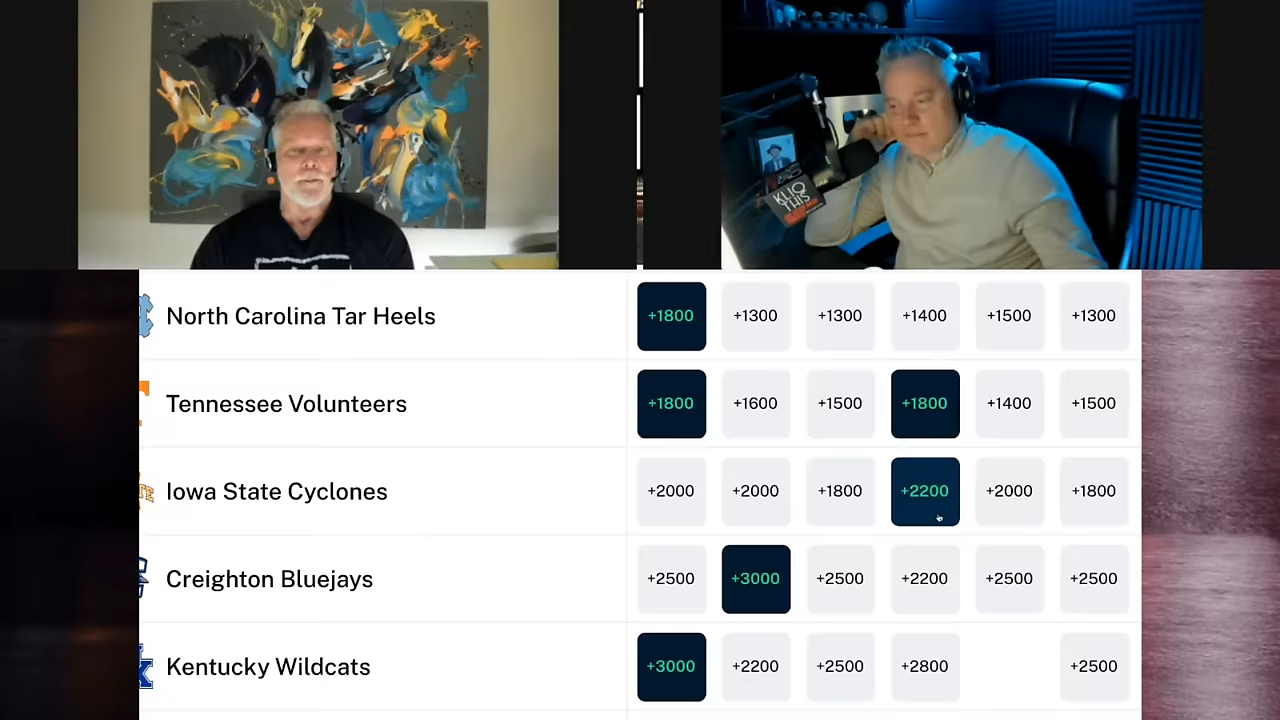 KLIQ
THIS
North Carolina Tar Heels +1800 +1300 +1300 +1400 +1500 +1300
Tennessee Volunteers +1800 +1600 +1500 +1800 +1400 +1500
Iowa State Cyclones +2000 +2000 +1800 +2200 +2000 +1800
Creighton Bluejays +2500 +3000 +2500 +2200 +2500 +2500
Kentucky Wildcats +3000 +2200 +2500 +2800 +2500